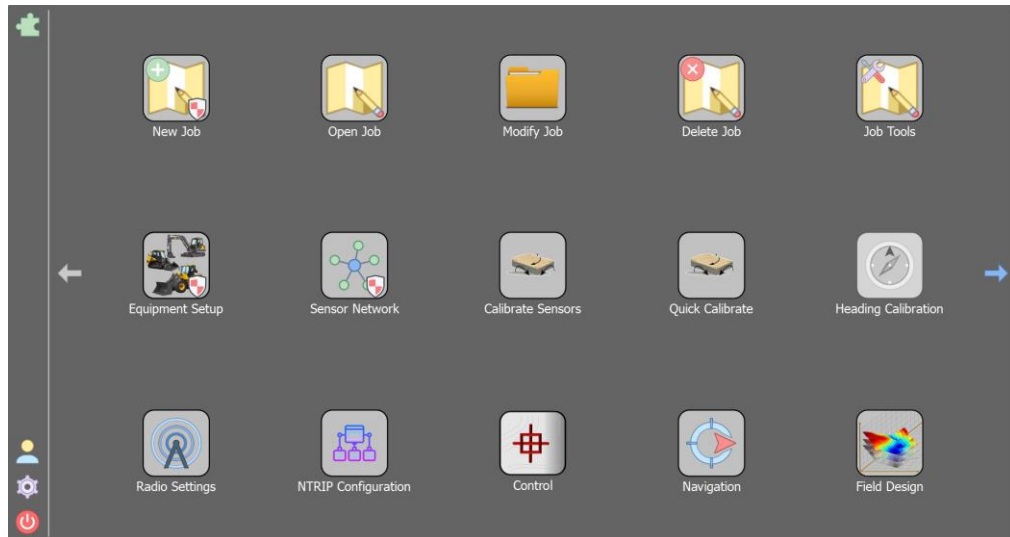 New Job
Open Job
Modify Job
Delete Job
Job Tools
Equipment Setup
Sensor Network
Calibrate Sensors
Quick Calibrate
Heading Calibration
Radio Settings
NTRIP Configuration
Control
Navigation
Field Design